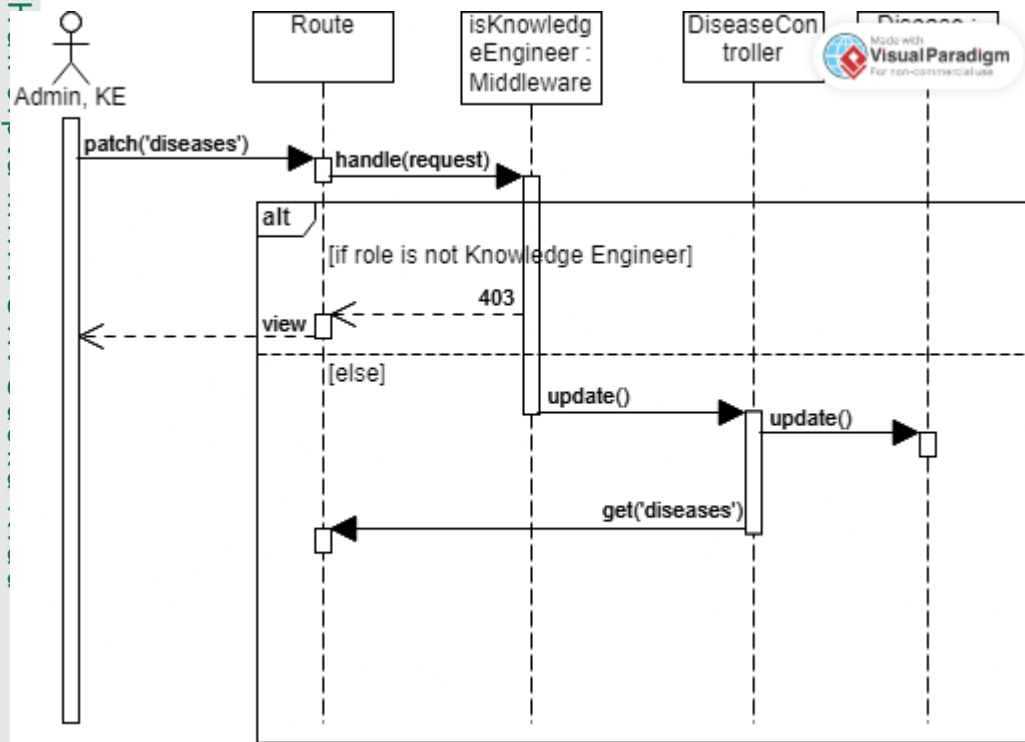 Route
isKnowledg
eEngineer :
Middleware
DiseaseCon
troller
Disease :
Made with
Visual Paradigm
For non-commercial use
Admin, KE
patch('diseases')
handle(request)
alt
[if role is not Knowledge Engineer]
403
view
[else]
update()
update()
get('diseases')